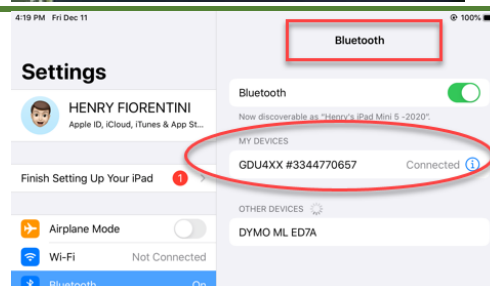 4:19 PM Fri Dec 11
100%
Settings
HENRY FIORENTINI
Apple ID, iCloud, iTunes & App St...
Finish Setting Up Your iPad 1
Airplane Mode
Wi-Fi Not Connected
Bluetooth On
Bluetooth
Bluetooth
Now discoverable as "Henry's iPad Mini 5 -2020".
MY DEVICES
GDU4XX #3344770657 Connected
OTHER DEVICES
DYMO ML ED7A